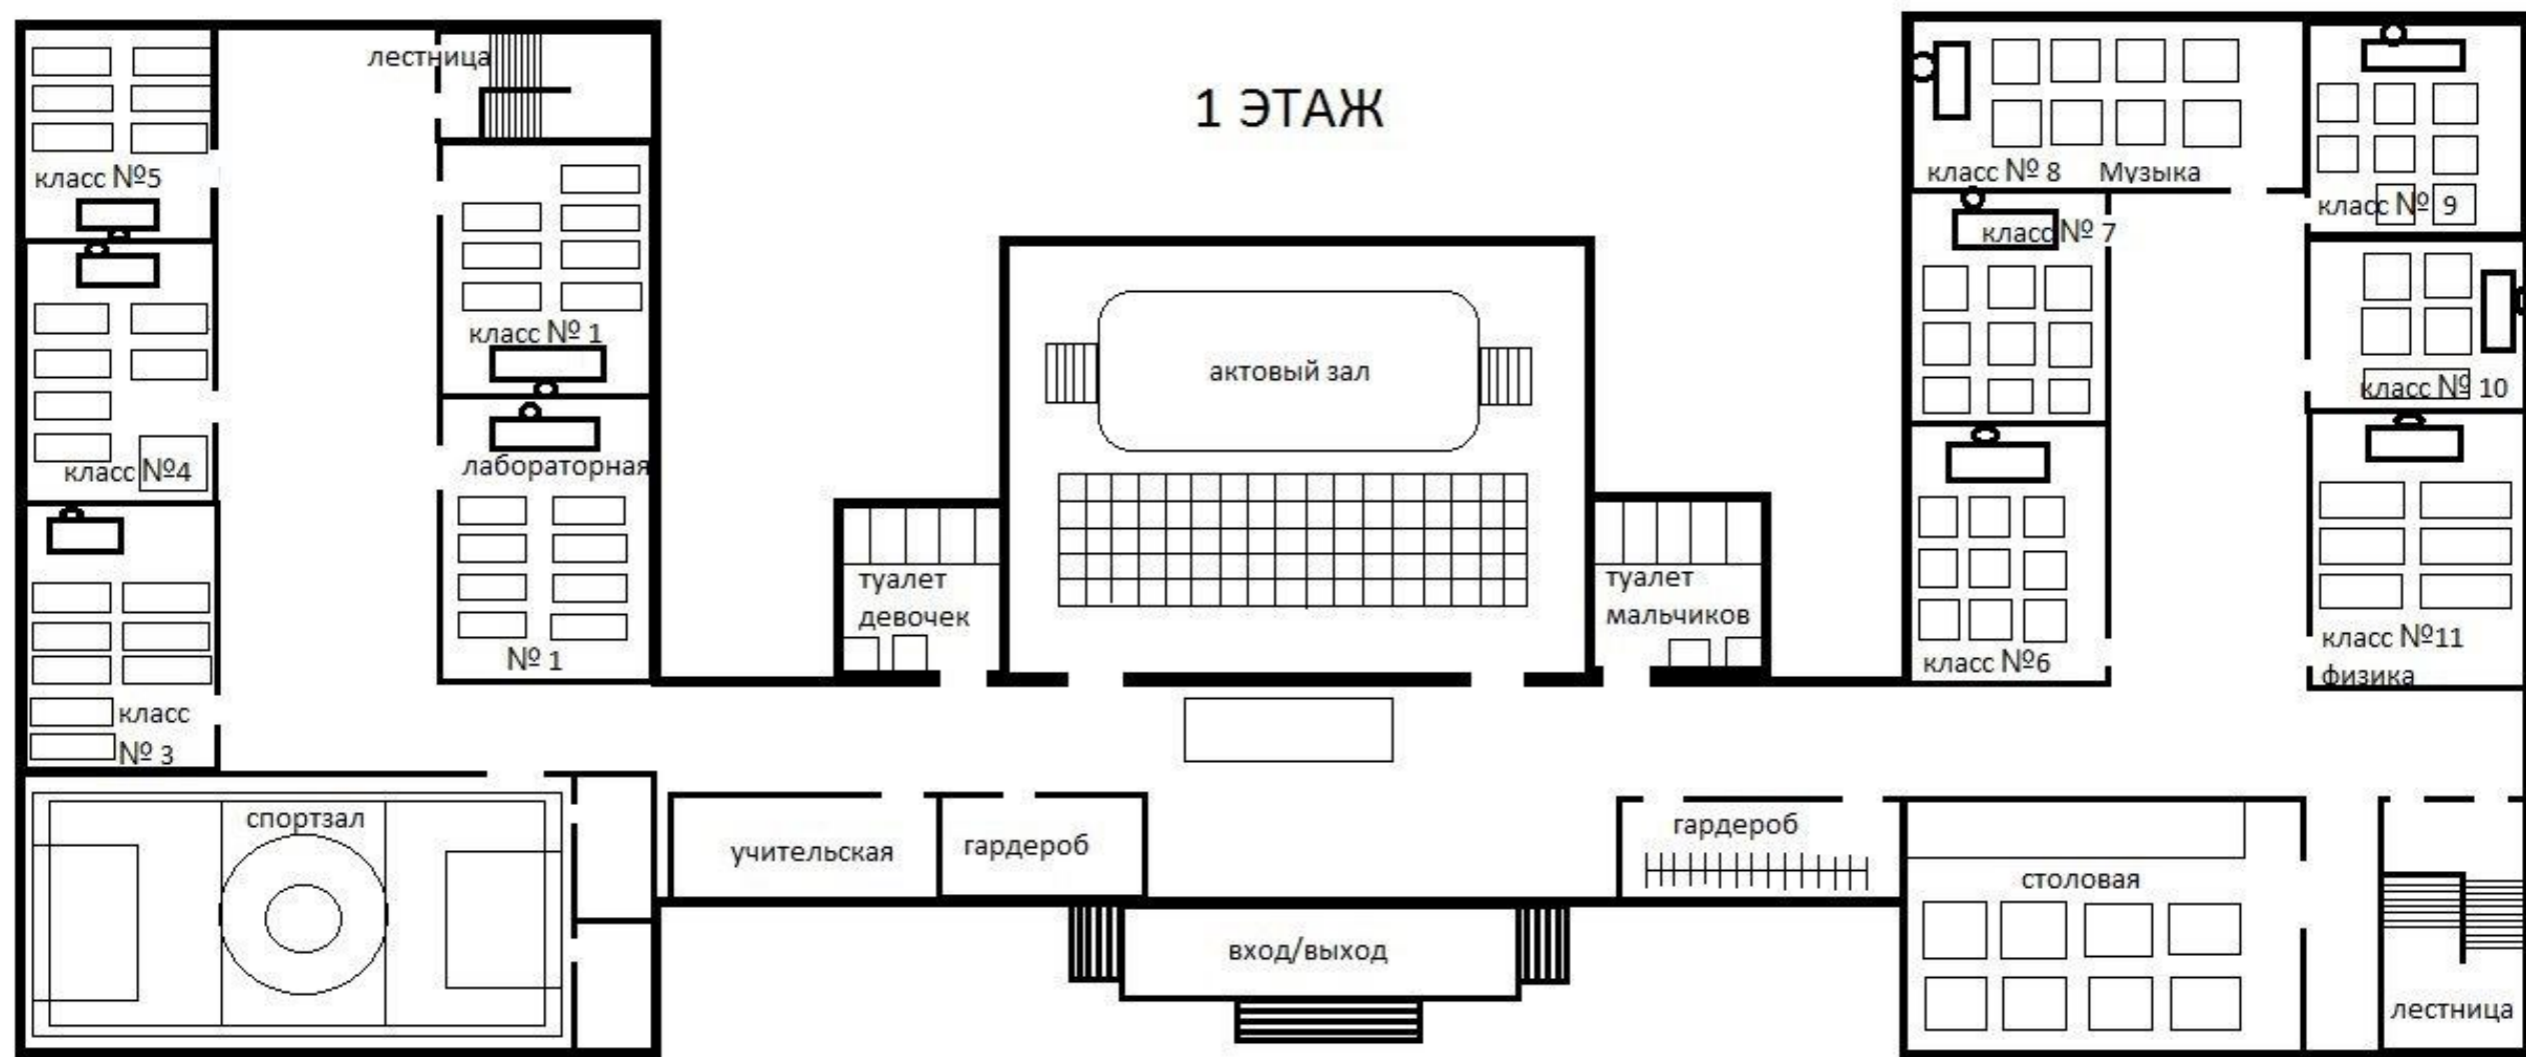 1 ЭТАЖ
лестница
класс №5
класс №4
класс
№ 3
класс № 1
лабораторная
№ 1
спортзал
учительская
гардероб
туалет
девочек
актовый зал
туалет
мальчиков
вход/выход
гардероб
класс № 8 Музыка
класс № 7
класс №6
класс № 9
класс № 10
класс №11
физика
столовая
лестница